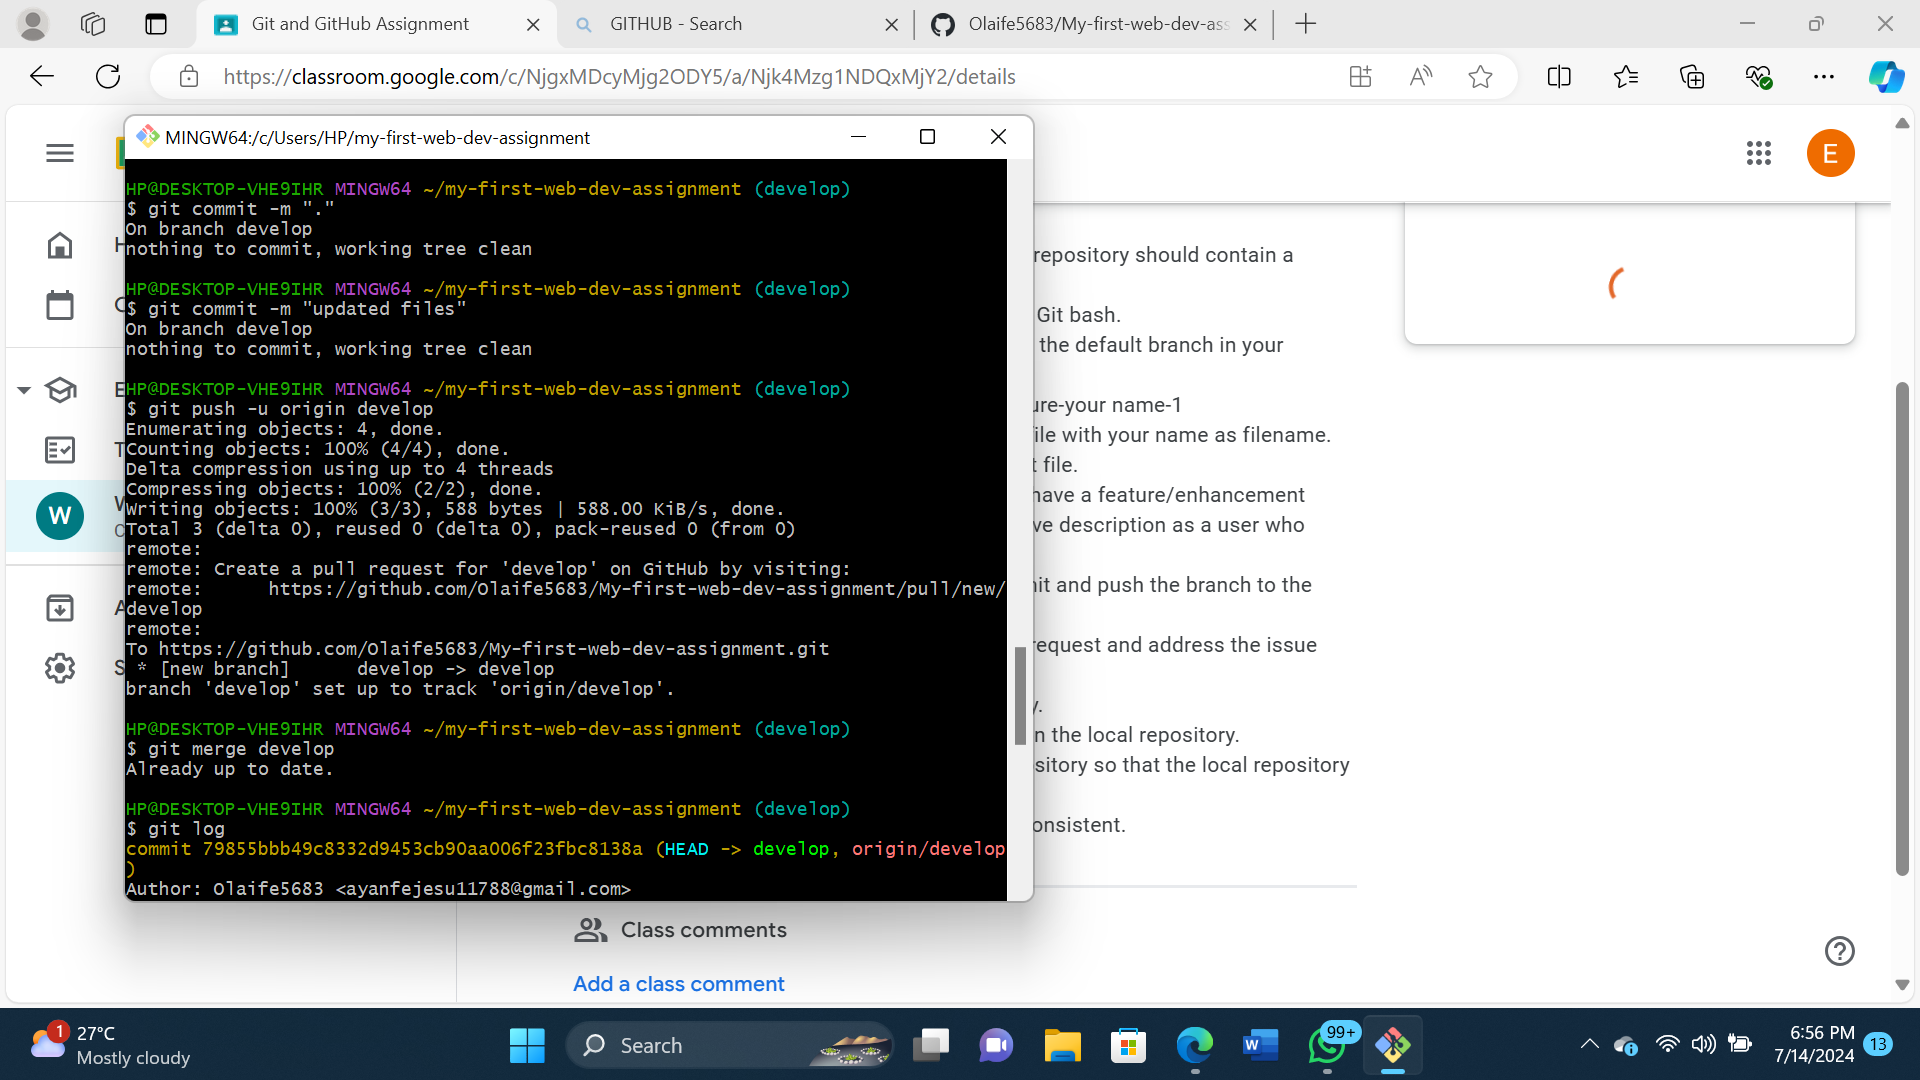 Git and GitHub Assignment
GITHUB - Search
Olaife5683/My-first-web-dev-ass
https://classroom.google.com/c/NjgxMDcyMjg2ODY5/a/Njk4Mzg1NDQxMjY2/details
MINGW64:/c/Users/HP/my-first-web-dev-assignment
E
HP@DESKTOP-VHE9IHR MINGW64 ~/my-first-web-dev-assignment (develop)
$ git commit -m "."
On branch develop
nothing to commit, working tree clean
HP@DESKTOP-VHE9IHR MINGW64 ~/my-first-web-dev-assignment (develop)
$ git commit -m "updated files"
On branch develop
nothing to commit, working tree clean
HP@DESKTOP-VHE9IHR MINGW64 ~/my-first-web-dev-assignment (develop)
$ git push -u origin develop
Enumerating objects: 4, done.
Counting objects: 100% (4/4), done.
Delta compression using up to 4 threads
Compressing objects: 100% (2/2), done.
Writing objects: 100% (3/3), 588 bytes | 588.00 KiB/s, done.
Total 3 (delta 0), reused 0 (delta 0), pack-reused 0 (from 0)
remote:
remote: Create a pull request for 'develop' on GitHub by visiting:
remote:      https://github.com/Olaife5683/My-first-web-dev-assignment/pull/new/
develop
remote:
To https://github.com/Olaife5683/My-first-web-dev-assignment.git
 * [new branch]      develop -> develop
branch 'develop' set up to track 'origin/develop'.
HP@DESKTOP-VHE9IHR MINGW64 ~/my-first-web-dev-assignment (develop)
$ git merge develop
Already up to date.
HP@DESKTOP-VHE9IHR MINGW64 ~/my-first-web-dev-assignment (develop)
$ git log
commit 79855bbb49c8332d9453cb90aa006f23fbc8138a (HEAD -> develop, origin/develop
)
Author: Olaife5683 <ayanfejesu11788@gmail.com>
W
repository should contain a
Git bash.
the default branch in your
ure-your name-1
ile with your name as filename.
t file.
have a feature/enhancement
ve description as a user who
nit and push the branch to the
request and address the issue
y.
n the local repository.
sitory so that the local repository
onsistent.
Class comments
Add a class comment
1
27°C
Mostly cloudy
Search
99+
6:56 PM
7/14/2024
13